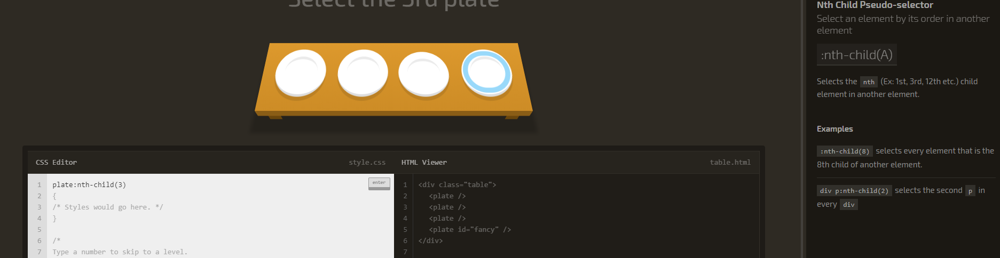 Select the 3rd plate
CSS Editor
style.css
1 plate:nth-child(3)
enter
2 {
3 /* Styles would go here. */
4 }
5
6 /*
7 Type a number to skip to a level.
HTML Viewer
table.html
1 <div class="table">
2 <plate />
3 <plate />
4 <plate />
5 <plate id="fancy" />
6 </div>
7
Nth Child Pseudo-selector
Select an element by its order in another
element
:nth-child(A)
Selects the nth (Ex: 1st, 3rd, 12th etc.) child
element in another element.
Examples
:nth-child(8) selects every element that is the
8th child of another element.
div p:nth-child(2) selects the second p in
every div